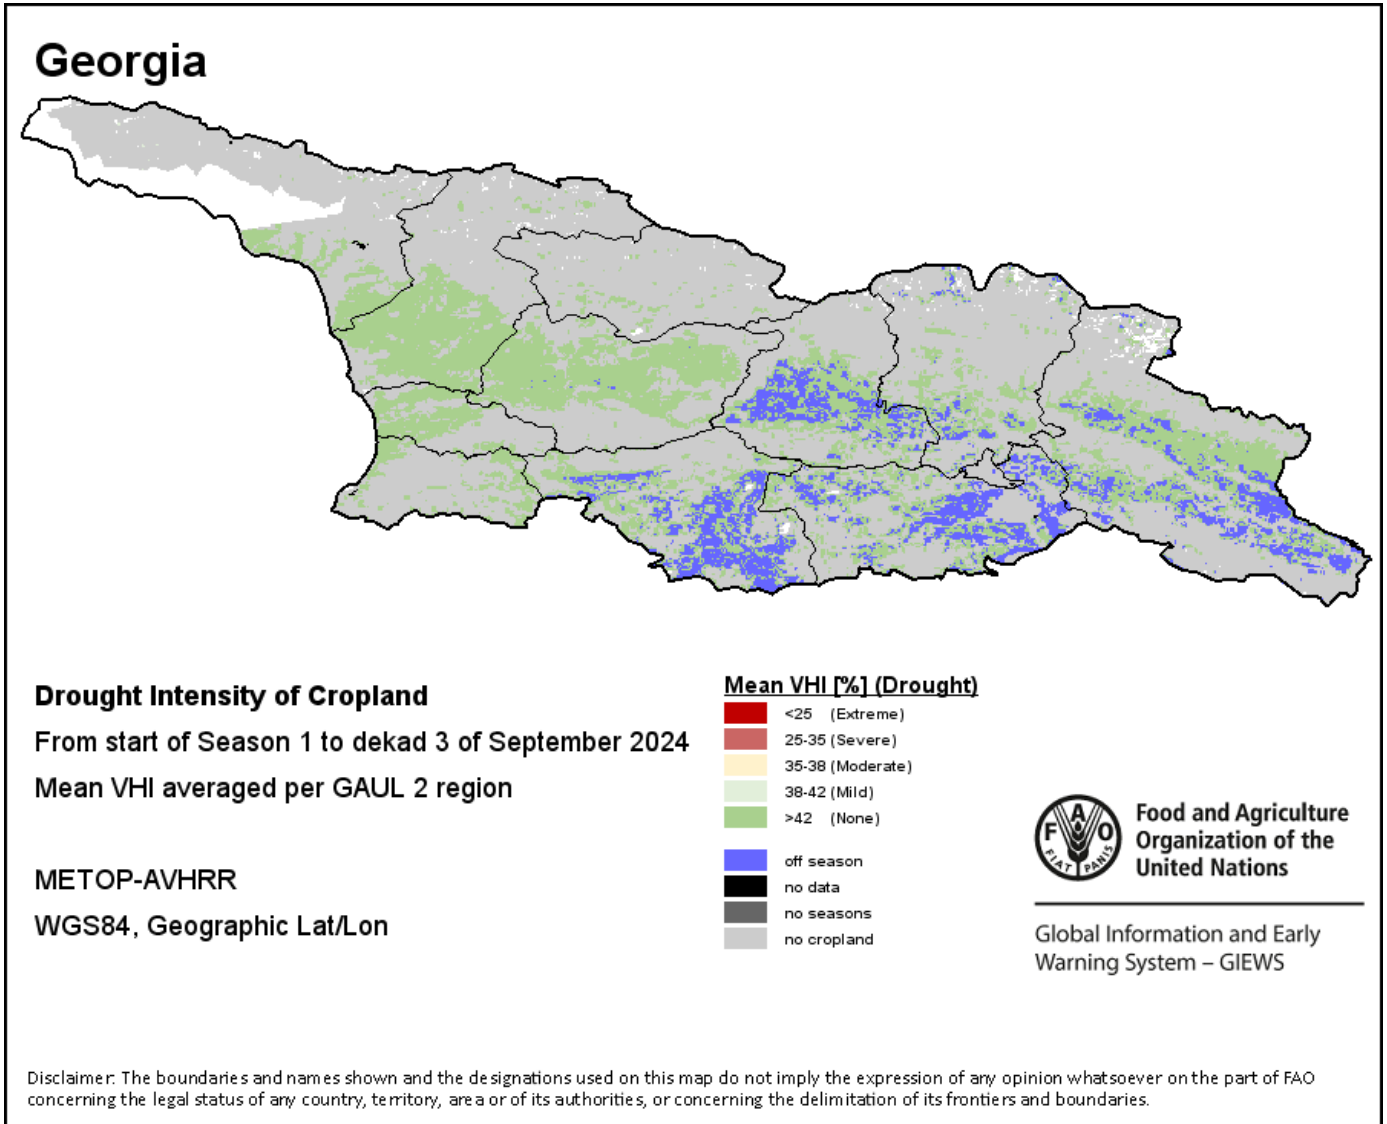 Georgia
Drought Intensity of Cropland
From start of Season 1 to dekad 3 of September 2024
Mean VHI averaged per GAUL 2 region
METOP-AVHRR
WGS84, Geographic Lat/Lon
Mean VHI [%] (Drought)
<25 (Extreme)
25-35 (Severe)
35-38 (Moderate)
38-42 (Mild)
>42 (None)
off season
no data
no seasons
no cropland
F A O
FIAT PANIS
Food and Agriculture
Organization of the
United Nations
Global Information and Early
Warning System – GIEWS
Disclaimer: The boundaries and names shown and the designations used on this map do not imply the expression of any opinion whatsoever on the part of FAO
concerning the legal status of any country, territory, area or of its authorities, or concerning the delimitation of its frontiers and boundaries.